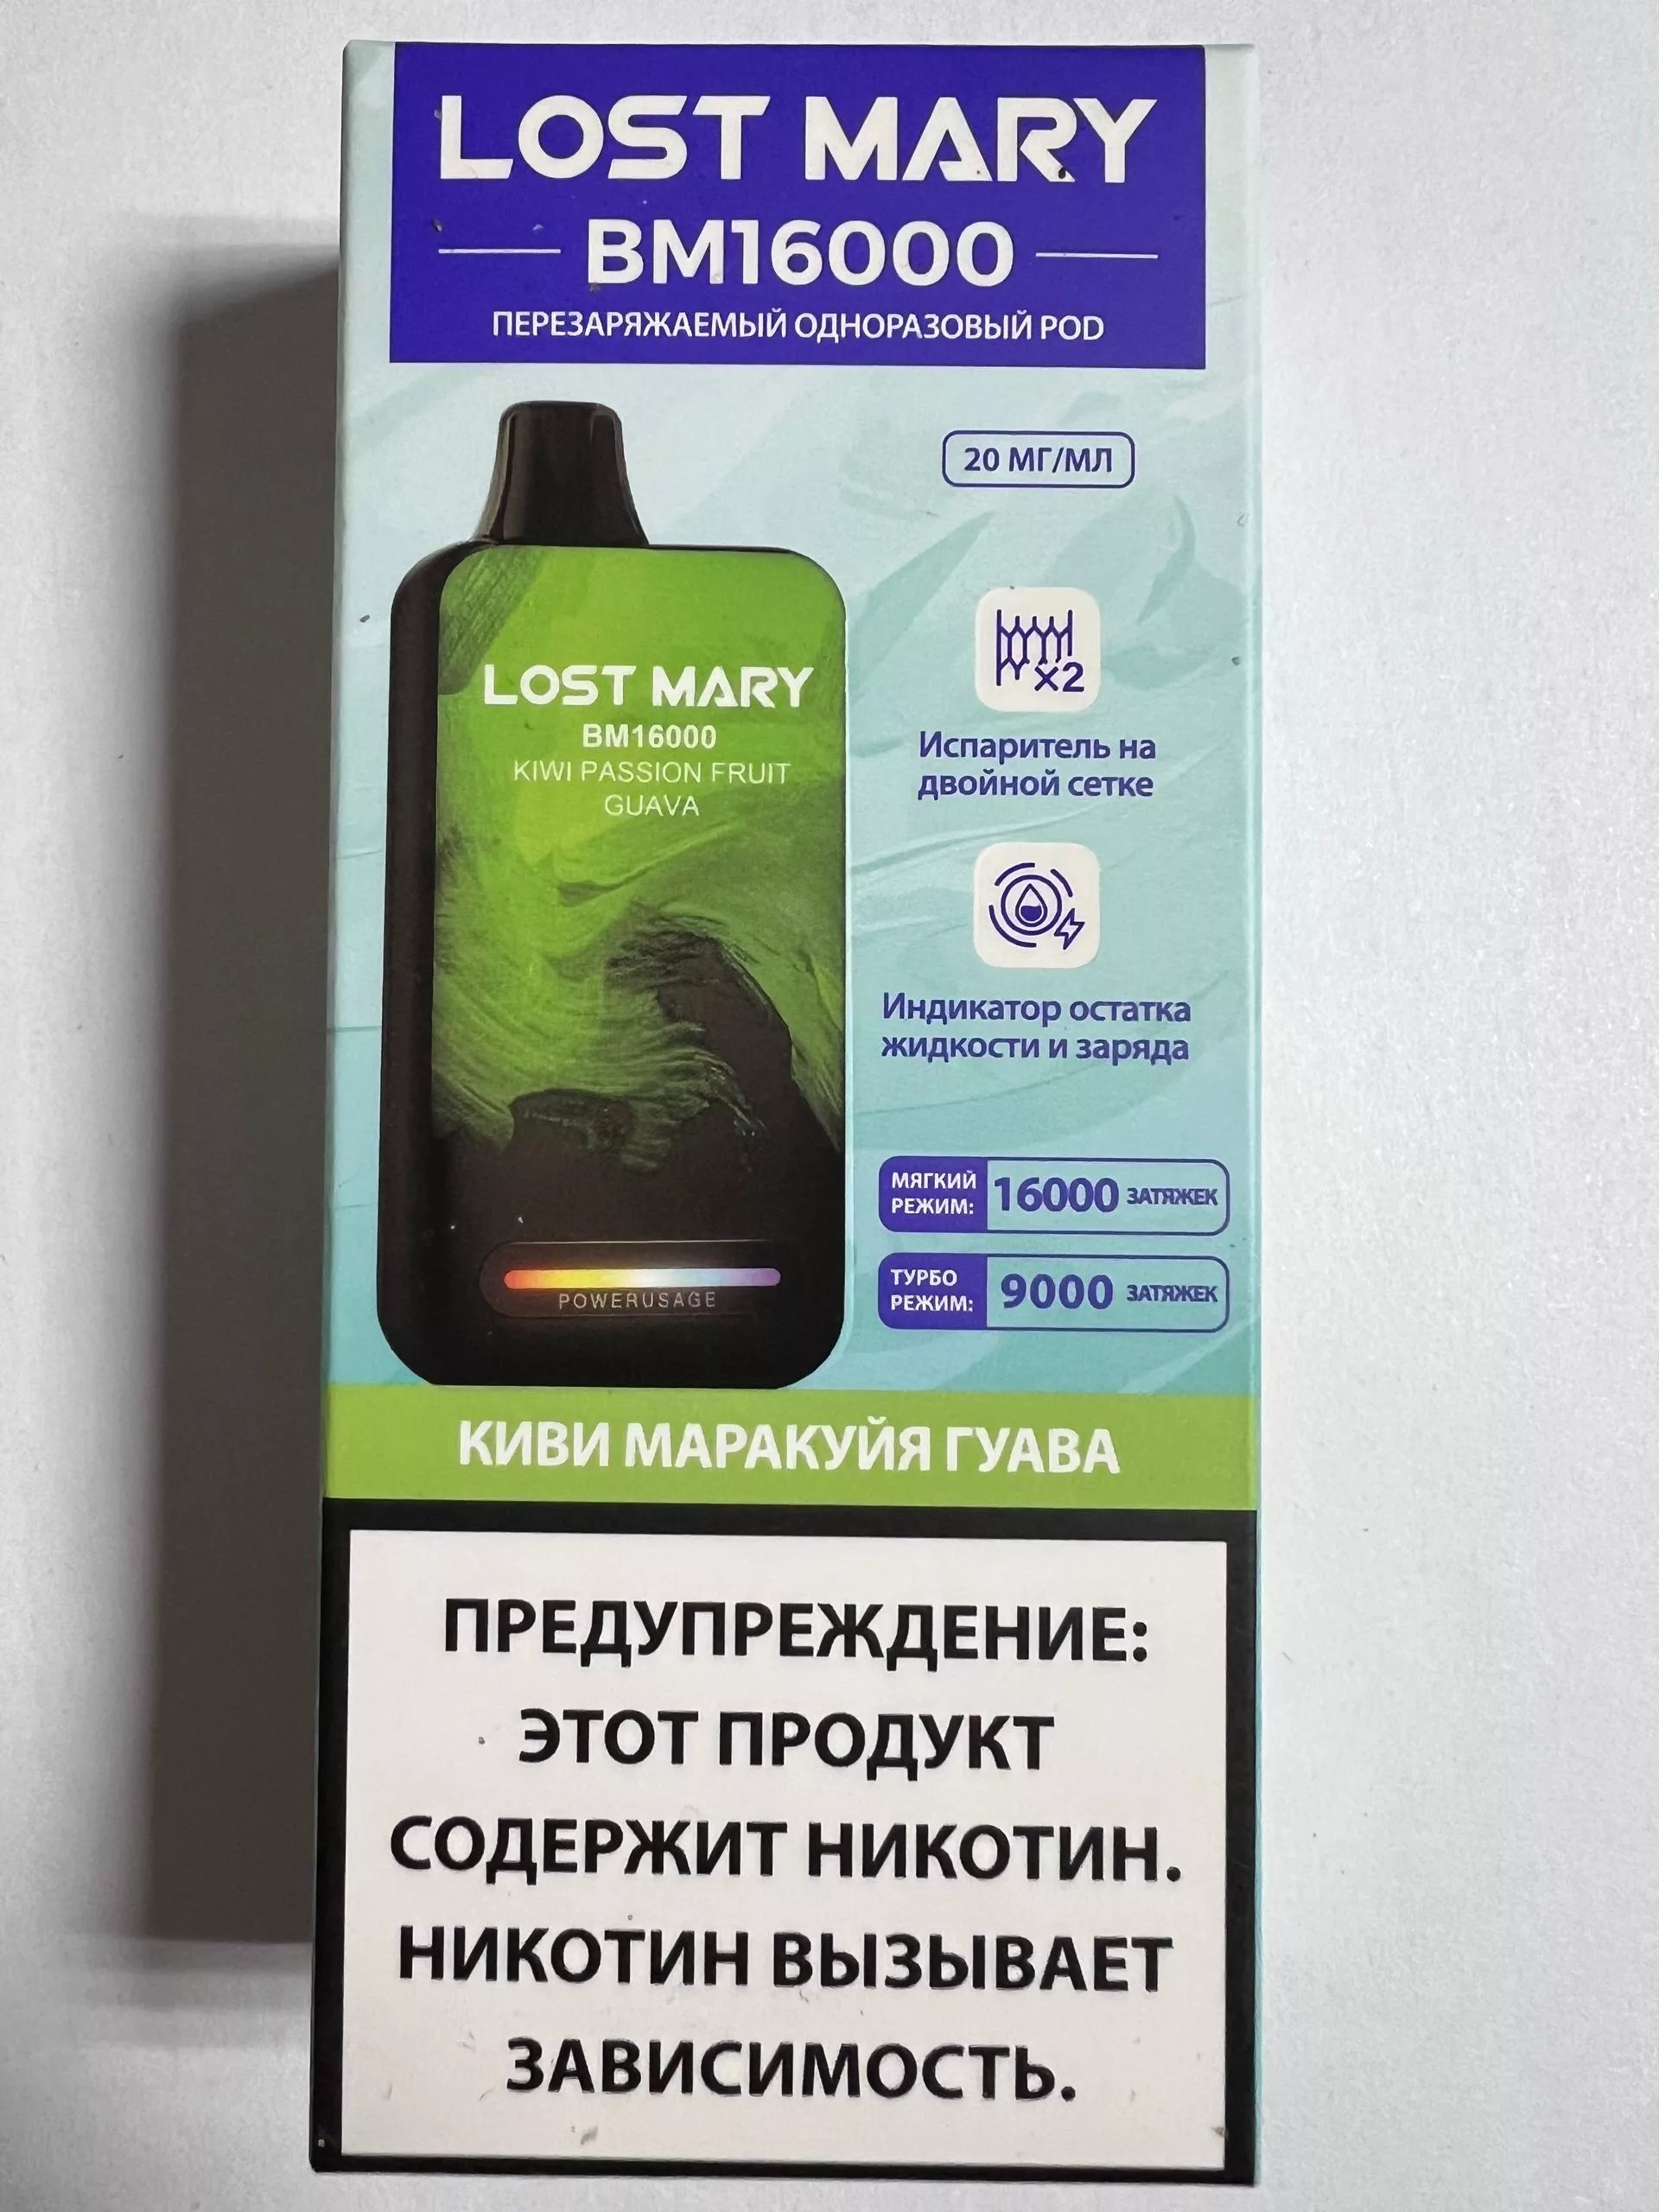 LOST MARY
BM16000
ПЕРЕЗАРЯЖАЕМЫЙ ОДНОРАЗОВЫЙ POD
20 МГ/МЛ
LOST MARY
BM16000
KIWI PASSION FRUIT
GUAVA
x2
Испаритель на
двойной сетке
Индикатор остатка
жидкости и заряда
МЯГКИЙ
РЕЖИМ:
16000 ЗАТЯЖЕК
ТУРБО
РЕЖИМ:
9000 ЗАТЯЖЕК
POWERUSAGE
КИВИ МАРАКУЙЯ ГУАВА
ПРЕДУПРЕЖДЕНИЕ:
ЭТОТ ПРОДУКТ
СОДЕРЖИТ НИКОТИН.
НИКОТИН ВЫЗЫВАЕТ
ЗАВИСИМОСТЬ.